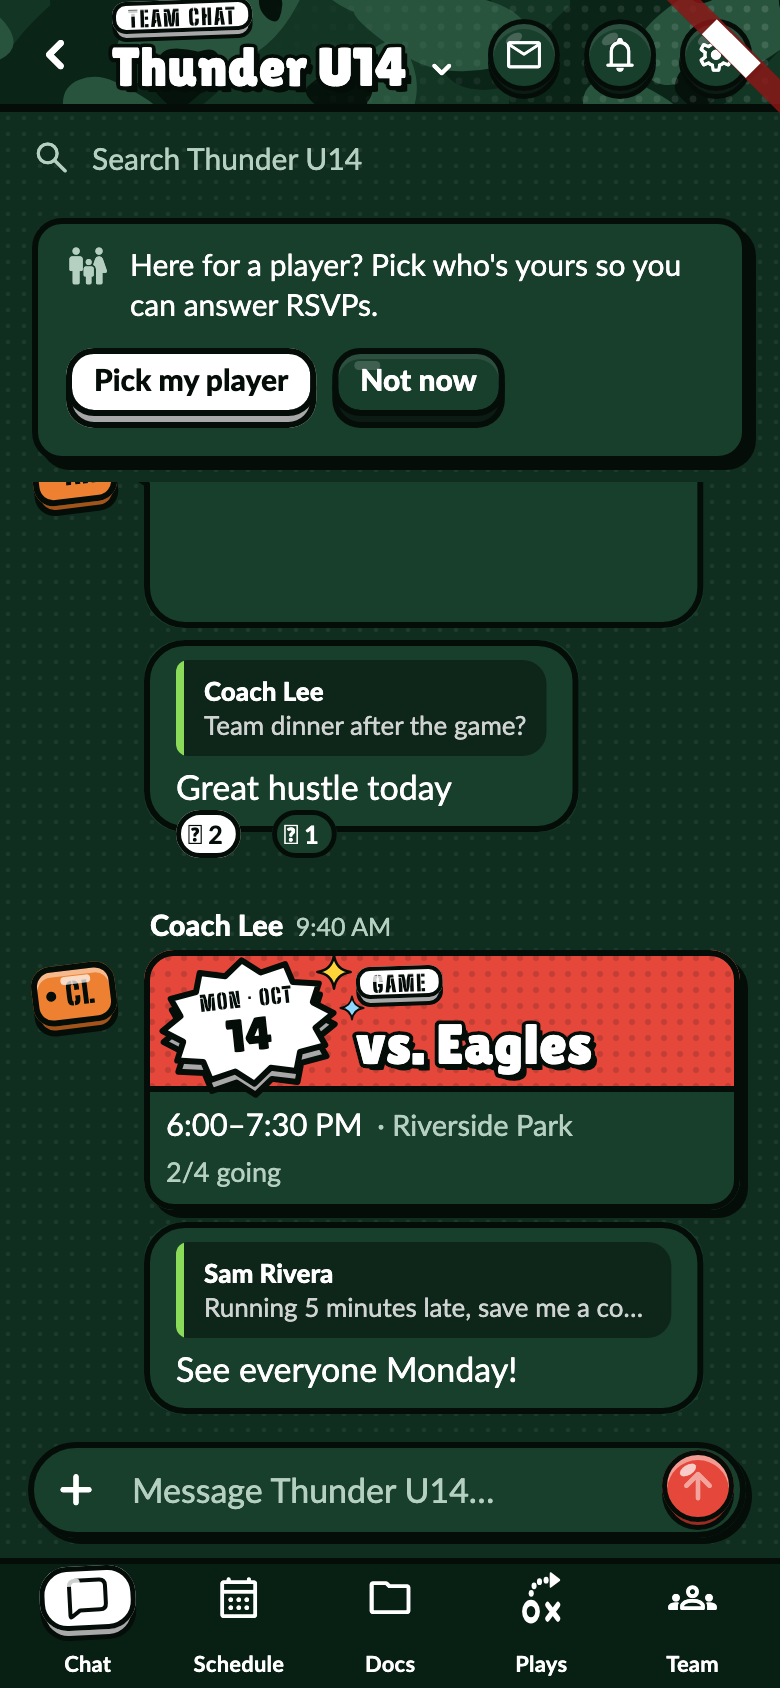 TEAM CHAT
Thunder U14
Search Thunder U14
Here for a player? Pick who's yours so you
can answer RSVPs.
Pick my player
Not now
Coach Lee
Team dinner after the game?
Great hustle today
2
1
Coach Lee 9:40 AM
CL
MON · OCT
14
GAME
vs. Eagles
6:00–7:30 PM · Riverside Park
2/4 going
Sam Rivera
Running 5 minutes late, save me a co...
See everyone Monday!
Message Thunder U14...
Chat
Schedule
Docs
Plays
Team